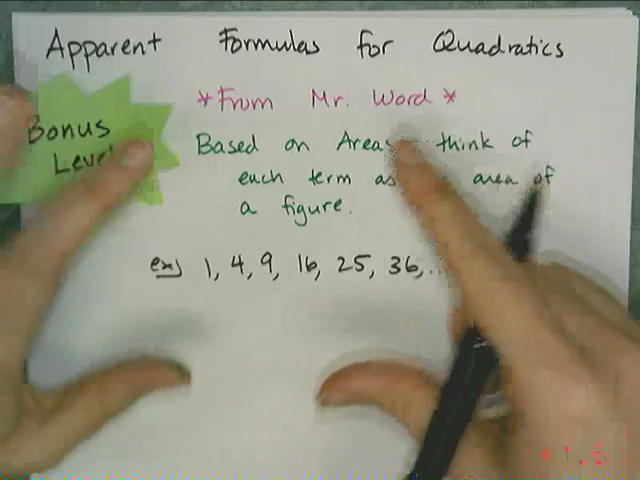 Apparent Formulas for Quadratics
*From Mr. Word*
Bonus
Level
Based on Areas think of
each term as area of
a figure.
ex) 1, 4, 9, 16, 25, 36, ..